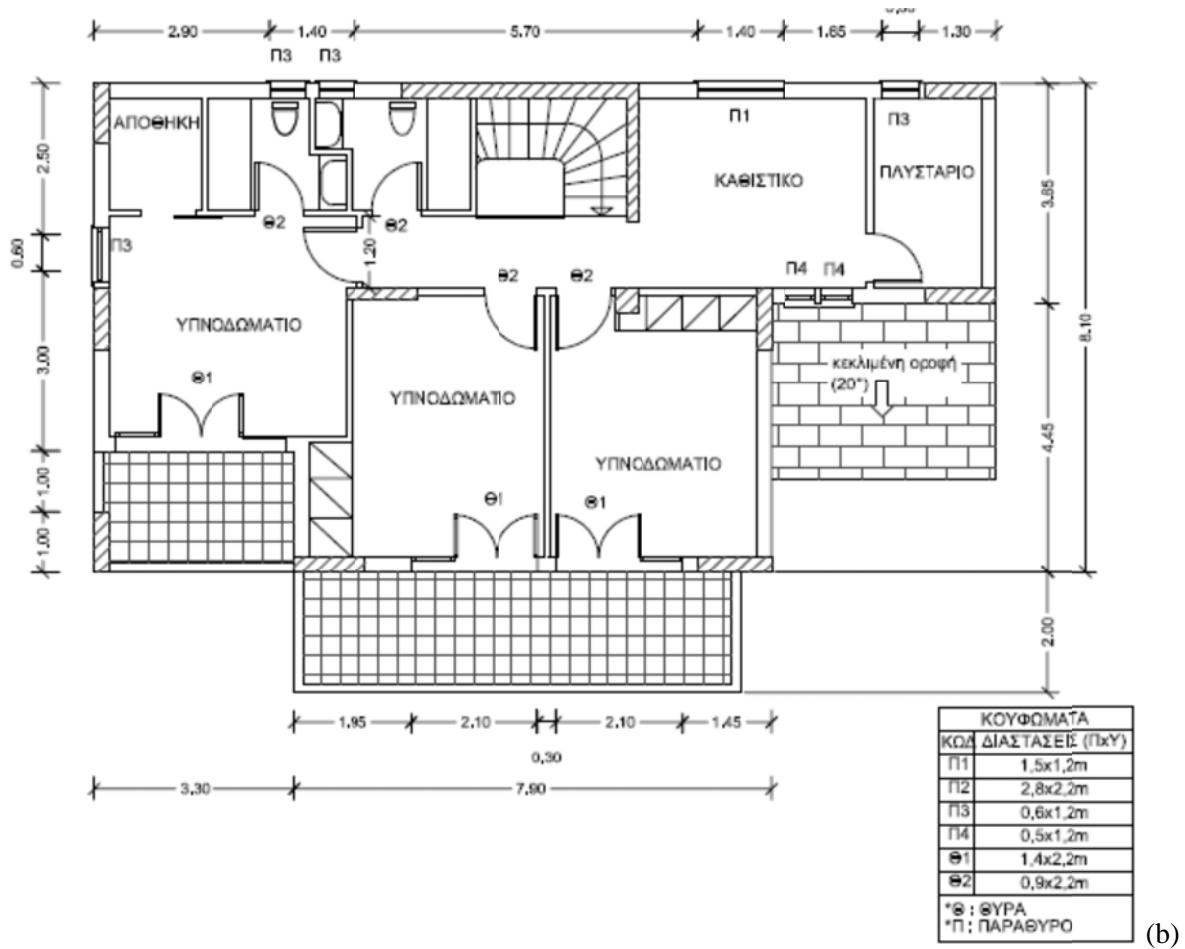 2.90
1.40
5.70
1.40
1.65
1.30
Π3
Π3
ΑΠΟΘΗΚΗ
Π1
Π3
ΚΑΘΙΣΤΙΚΟ
ΠΛΥΣΤΑΡΙΟ
2.50
0.60
3.00
1.00
1.00
Π3
Θ2
Θ2
1.20
Θ2
Θ2
Π4
Π4
3.65
8.10
4.45
2.00
ΥΠΝΟΔΩΜΑΤΙΟ
Θ1
ΥΠΝΟΔΩΜΑΤΙΟ
Θ1
ΥΠΝΟΔΩΜΑΤΙΟ
Θ1
κεκλιμένη οροφή
(20°)
1.95
2.10
2.10
1.45
0,30
3.30
7.90
ΚΟΥΦΩΜΑΤΑ
ΚΩΔ ΔΙΑΣΤΑΣΕΙΣ (ΠxΥ)
Π1 1,5x1,2m
Π2 2,8x2,2m
Π3 0,6x1,2m
Π4 0,5x1,2m
Θ1 1,4x2,2m
Θ2 0,9x2,2m
*Θ : ΘΥΡΑ
*Π : ΠΑΡΑΘΥΡΟ
(b)